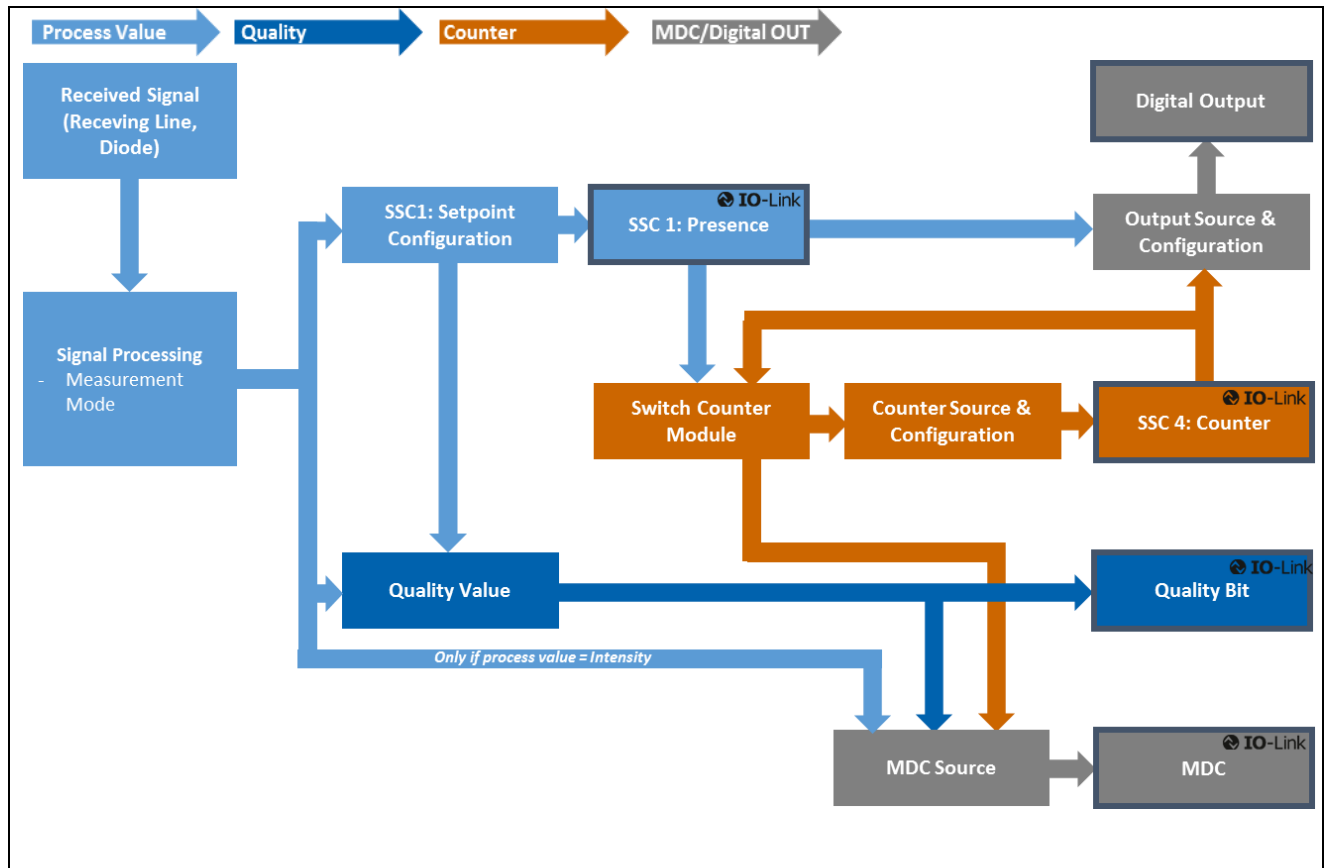 Process Value
Quality
Counter
MDC/Digital OUT
Received Signal
(Receving Line,
Diode)
Digital Output
SSC1: Setpoint
Configuration
IO-Link
SSC 1: Presence
Output Source &
Configuration
Signal Processing
- Measurement
Mode
Switch Counter
Module
Counter Source &
Configuration
IO-Link
SSC 4: Counter
Quality Value
IO-Link
Quality Bit
Only if process value = Intensity
MDC Source
IO-Link
MDC